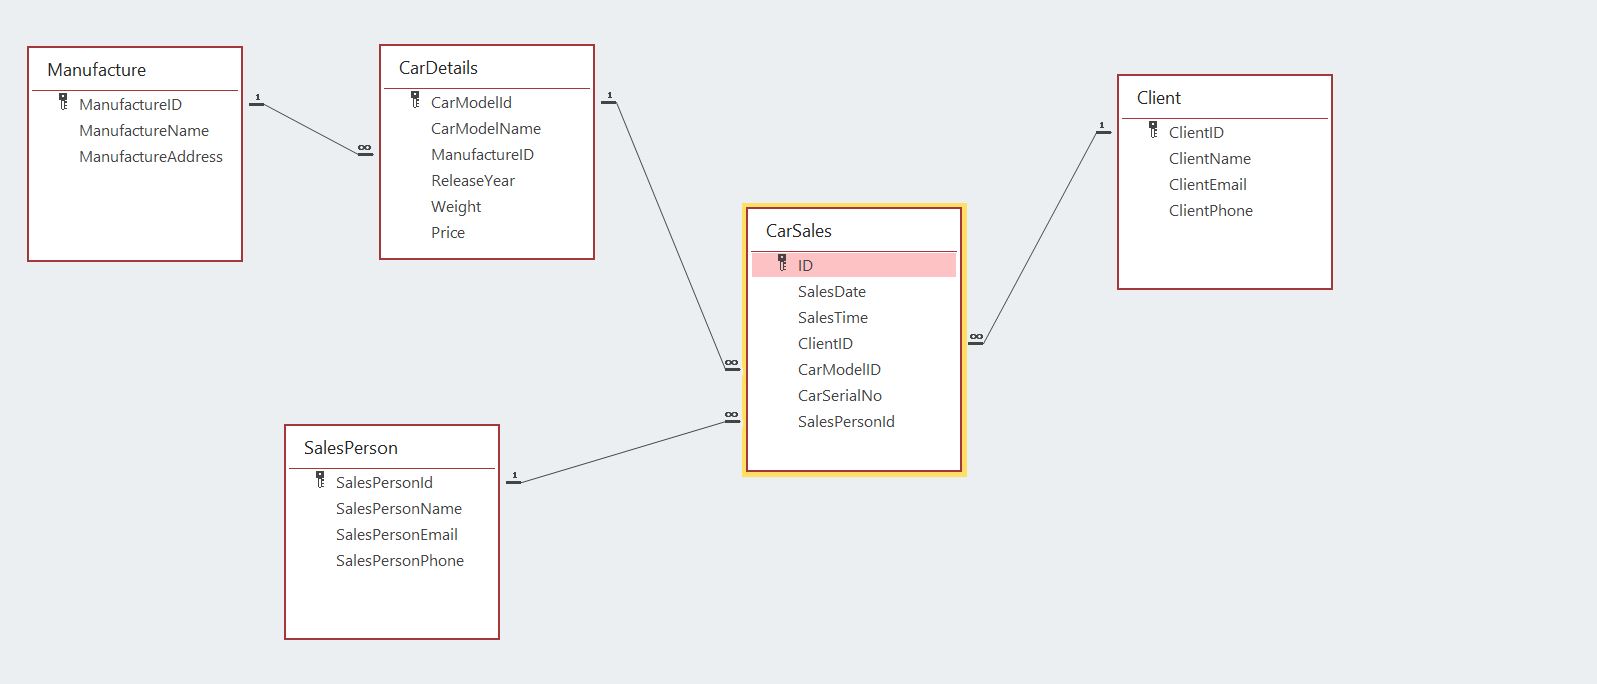 Manufacture
ManufactureID
ManufactureName
ManufactureAddress
1
∞
CarDetails
CarModelId
CarModelName
ManufactureID
ReleaseYear
Weight
Price
1
∞
CarSales
ID
SalesDate
SalesTime
ClientID
CarModelID
CarSerialNo
SalesPersonId
∞
∞
1
Client
ClientID
ClientName
ClientEmail
ClientPhone
SalesPerson
SalesPersonId
SalesPersonName
SalesPersonEmail
SalesPersonPhone
1